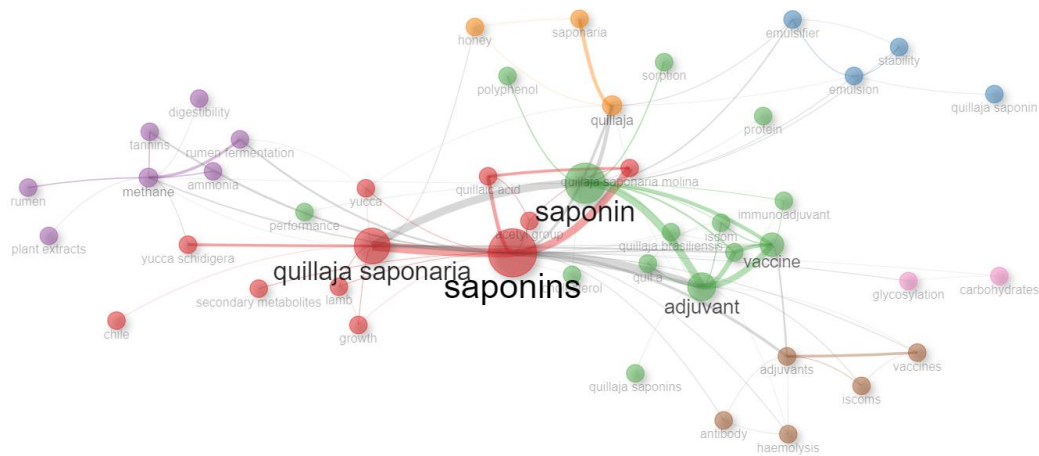 honey
saponaria
emulsifier
stability
emulsion
quillaja saponin
polyphenol
sorption
quillaja
protein
digestibility
tannins
rumen fermentation
methane
ammonia
rumen
plant extracts
yucca
quillaic acid
quillaja saponaria molina
performance
saponin
acetyl group
immunoadjuvant
iscom
quillaja brasiliensis
vaccine
yucca schidigera
quillaja saponaria
saponins
quil a
adjuvant
glycosylation
carbohydrates
secondary metabolites
lamb
chile
growth
adjuvants
vaccines
iscoms
quillaja saponins
antibody
haemolysis